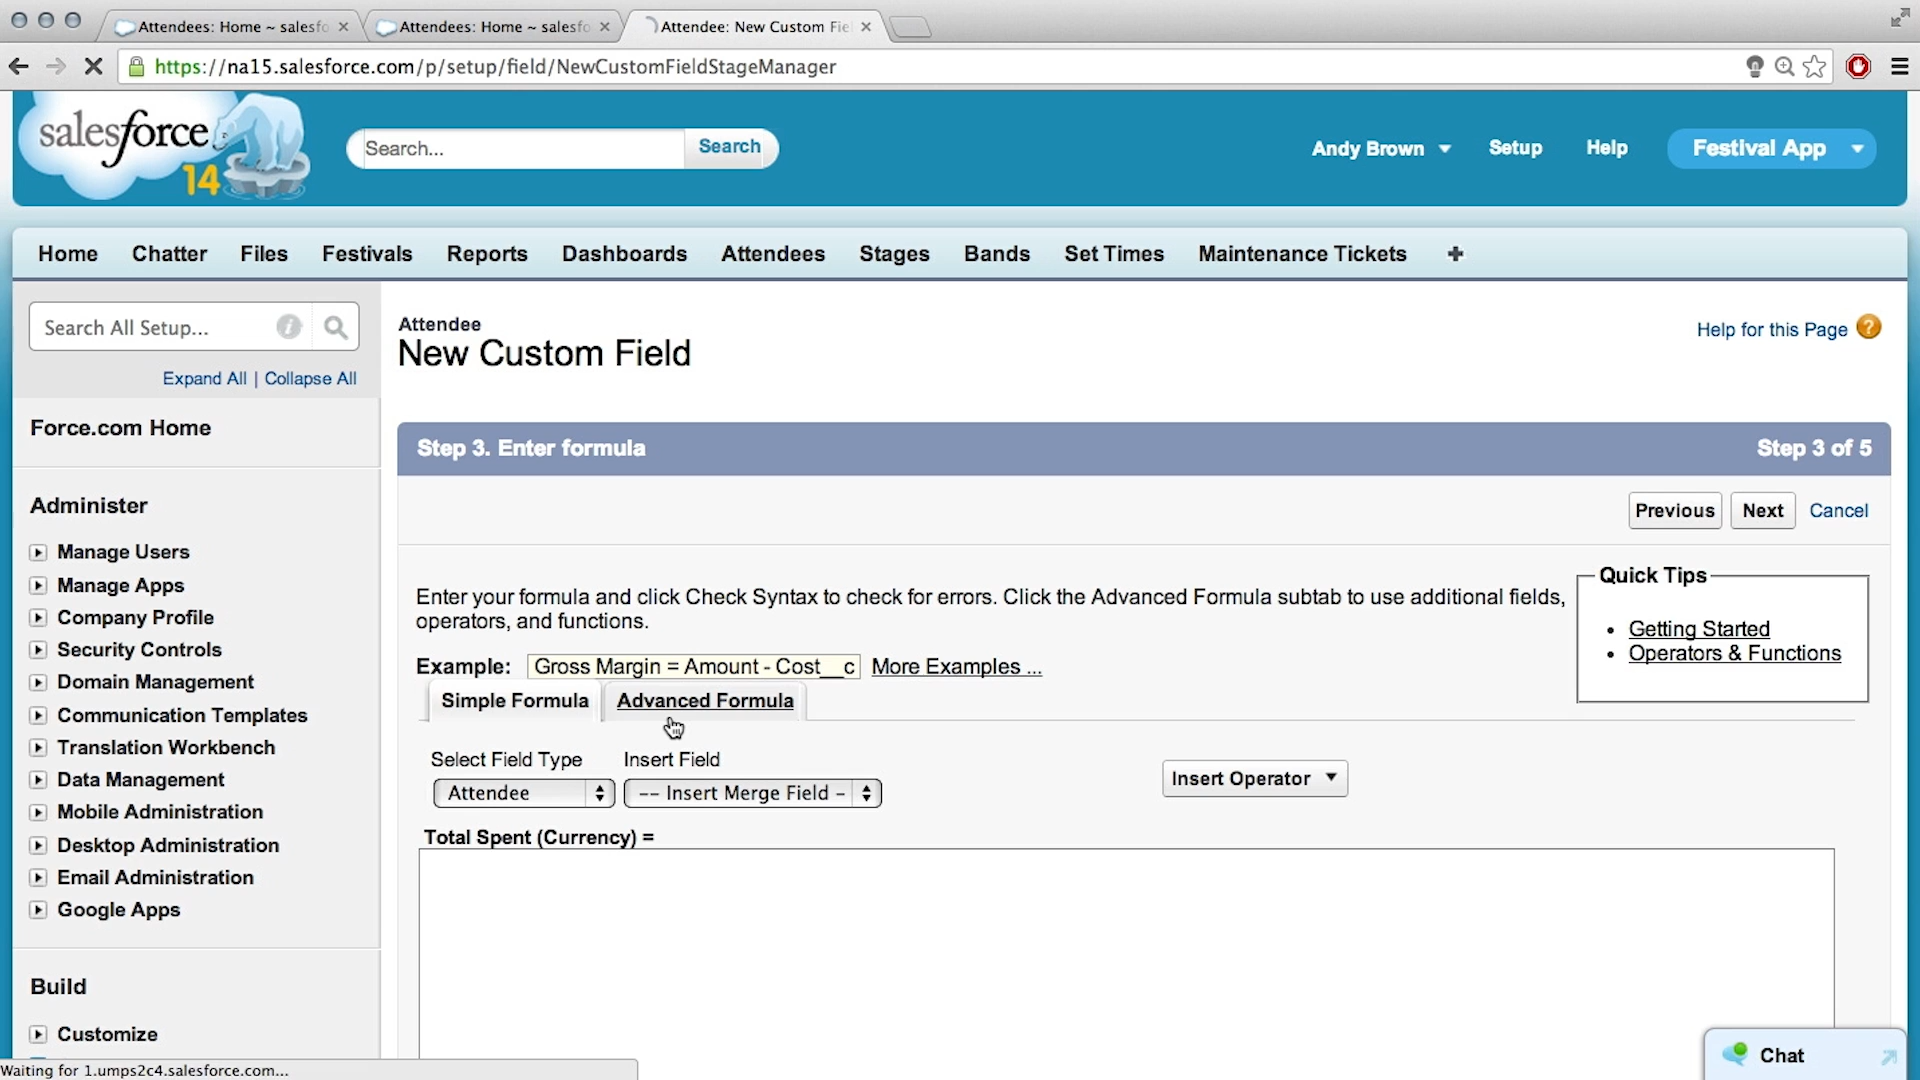 Attendees: Home ~ salesfo
Attendees: Home ~ salesfo
Attendee: New Custom Fie
https://na15.salesforce.com/p/setup/field/NewCustomFieldStageManager
salesforce
14
Search...
Search
Andy Brown
Setup
Help
Festival App
Home
Chatter
Files
Festivals
Reports
Dashboards
Attendees
Stages
Bands
Set Times
Maintenance Tickets
Search All Setup...
Expand All | Collapse All
Force.com Home
Administer
Manage Users
Manage Apps
Company Profile
Security Controls
Domain Management
Communication Templates
Translation Workbench
Data Management
Mobile Administration
Desktop Administration
Email Administration
Google Apps
Build
Customize
Waiting for 1.umps2c4.salesforce.com...
Attendee
New Custom Field
Help for this Page
Step 3. Enter formula
Step 3 of 5
Previous
Next
Cancel
Enter your formula and click Check Syntax to check for errors. Click the Advanced Formula subtab to use additional fields,
operators, and functions.
Quick Tips
• Getting Started
• Operators & Functions
Example: Gross Margin = Amount - Cost__c More Examples ...
Simple Formula
Advanced Formula
Select Field Type
Insert Field
Attendee
-- Insert Merge Field -
Insert Operator
Total Spent (Currency) =
Chat